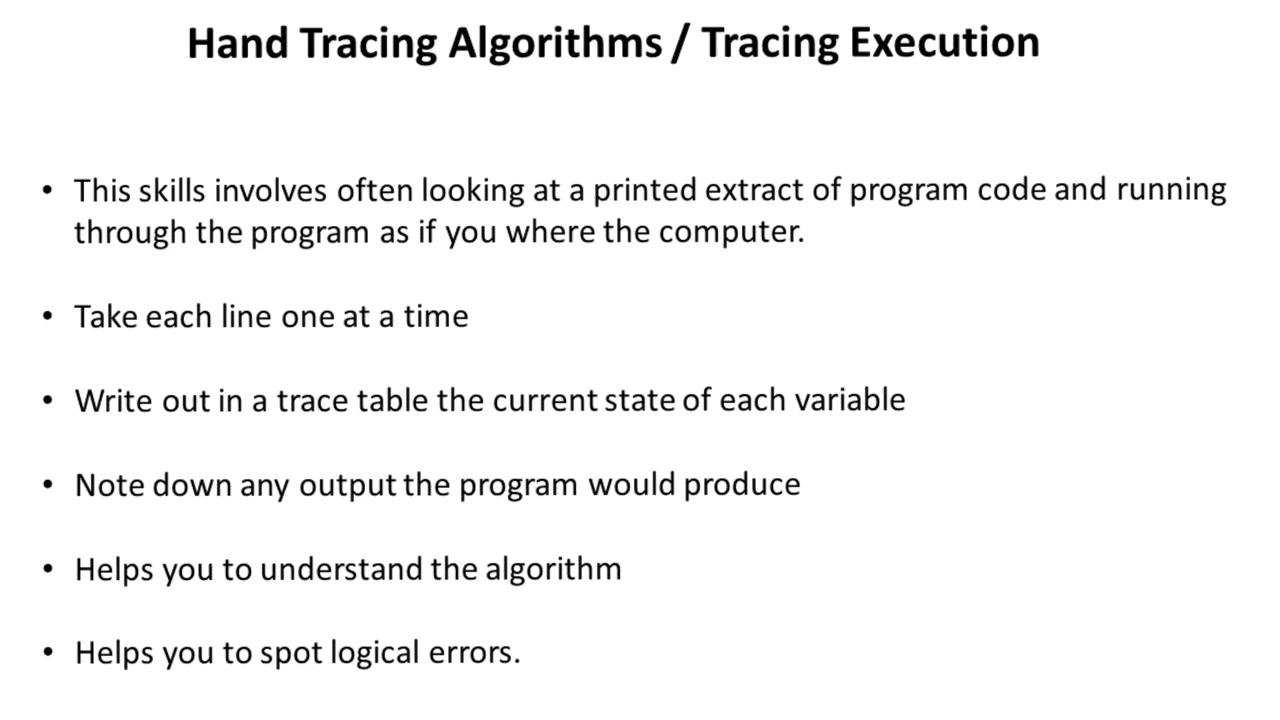 Hand Tracing Algorithms / Tracing Execution
• This skills involves often looking at a printed extract of program code and running
through the program as if you where the computer.
• Take each line one at a time
• Write out in a trace table the current state of each variable
• Note down any output the program would produce
• Helps you to understand the algorithm
• Helps you to spot logical errors.